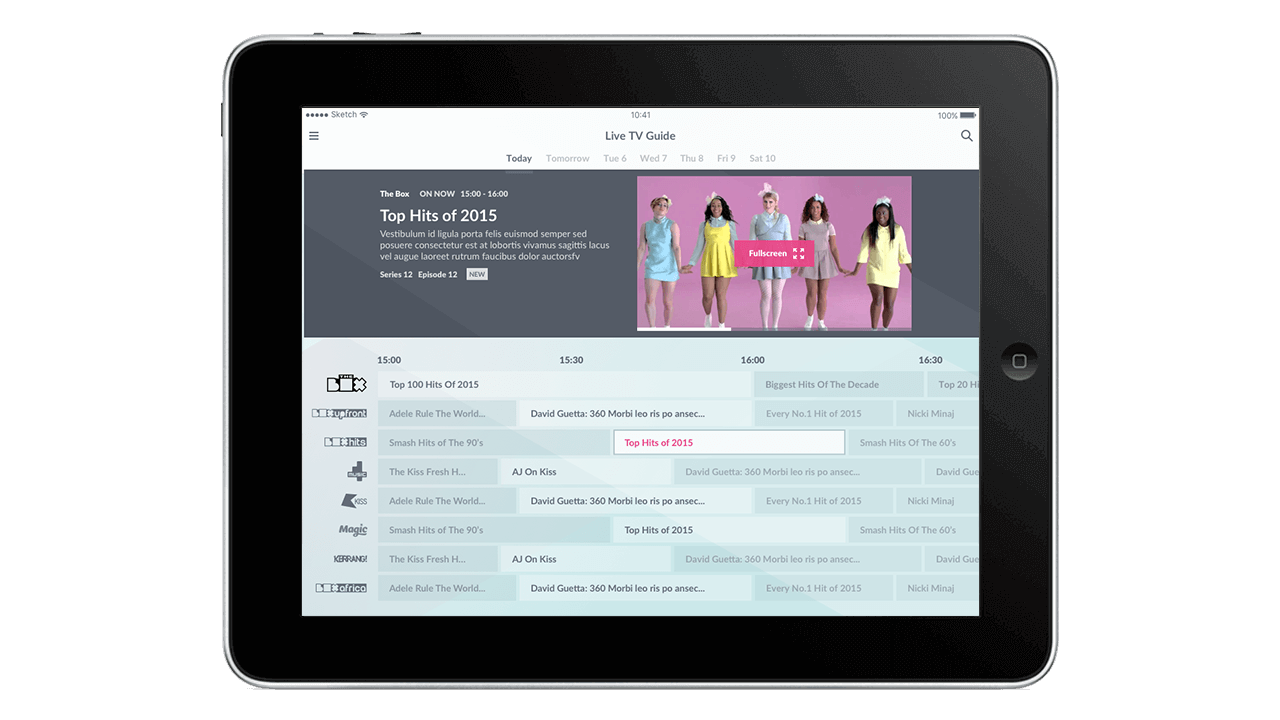 Sketch 10:41 100%
Live TV Guide
Today Tomorrow Tue 6 Wed 7 Thu 8 Fri 9 Sat 10
The Box ON NOW 15:00 - 16:00
Top Hits of 2015
Vestibulum id ligula porta felis euismod semper sed
posuere consectetur est at lobortis vivamus sagittis lacus
vel augue laoreet rutrum faucibus dolor auctorsfv
Series 12 Episode 12 NEW
Fullscreen
15:00 15:30 16:00 16:30
THE BOX Top 100 Hits Of 2015 Biggest Hits Of The Decade Top 20 Hi
BOX upfront Adele Rule The World... David Guetta: 360 Morbi leo ris po ansec... Every No.1 Hit of 2015 Nicki Minaj
BOX hits Smash Hits of The 90's Top Hits of 2015 Smash Hits Of The 60's
4 MUSIC The Kiss Fresh H... AJ On Kiss David Guetta: 360 Morbi leo ris po ansec... David Gue
KISS Adele Rule The World... David Guetta: 360 Morbi leo ris po ansec... Every No.1 Hit of 2015 Nicki Minaj
Magic Smash Hits of The 90's Top Hits of 2015 Smash Hits Of The 60's
KERRANG! The Kiss Fresh H... AJ On Kiss David Guetta: 360 Morbi leo ris po ansec... David Gue
BOX africa Adele Rule The World... David Guetta: 360 Morbi leo ris po ansec... Every No.1 Hit of 2015 Nicki Minaj